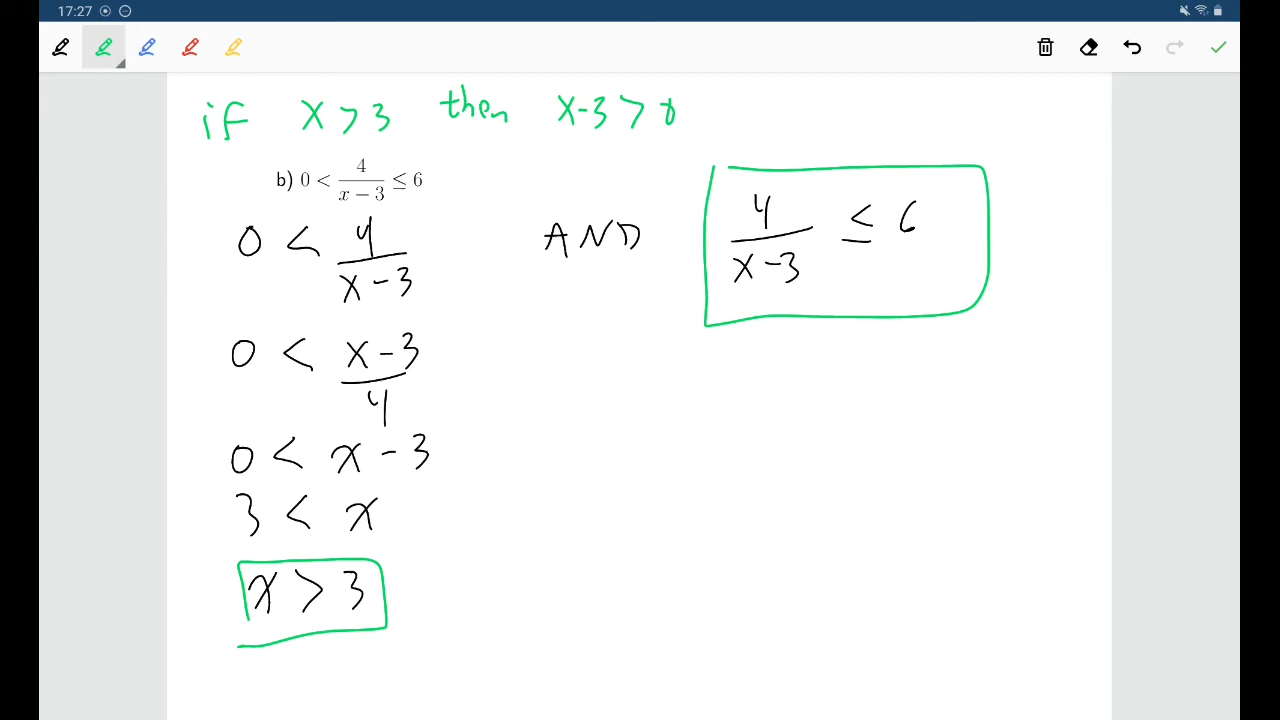 17:27
if x > 3 then x-3 > 0
b) 0 < 4/(x − 3) ≤ 6
0 < 4/(x-3) AND 4/(x-3) ≤ 6
0 < (x-3)/4
0 < x - 3
3 < x
x > 3